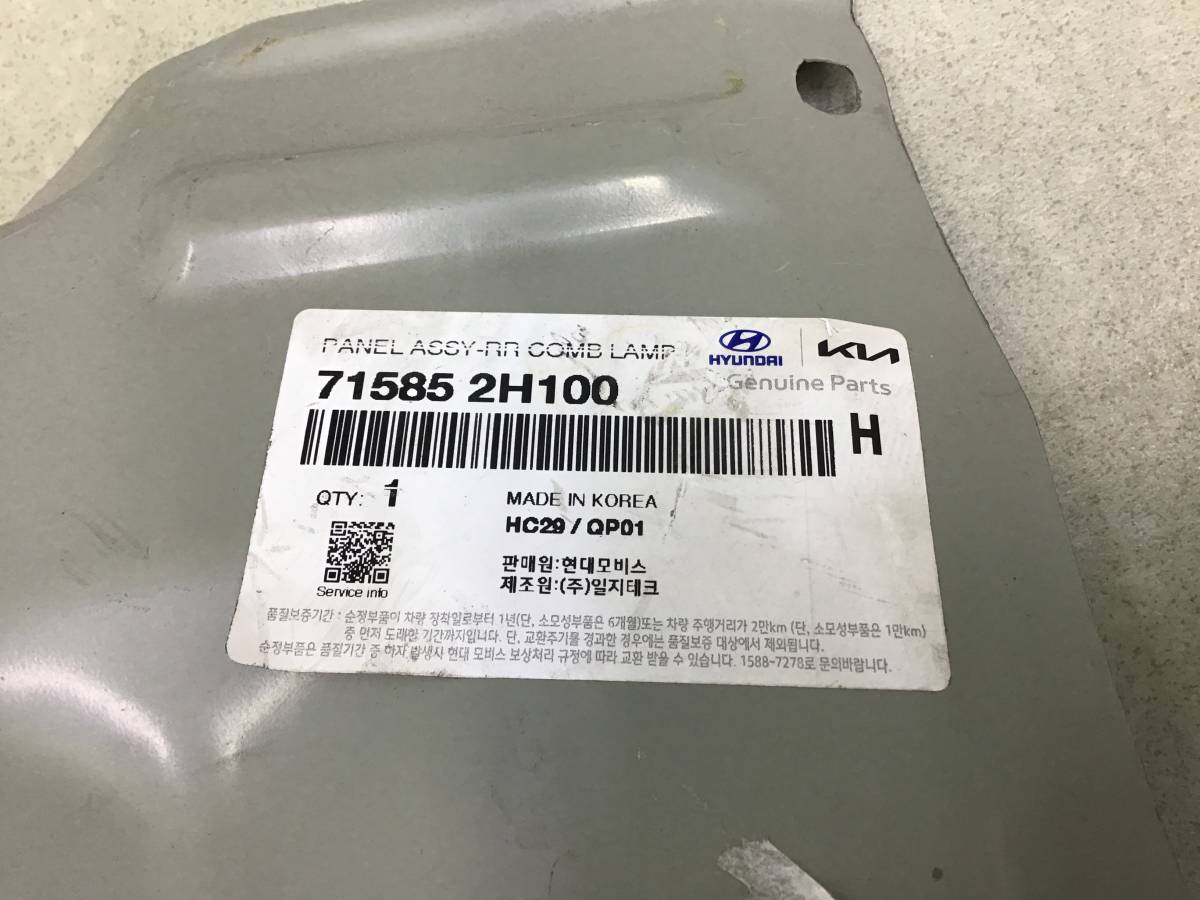 PANEL ASSY-RR COMB LAMP
HYUNDAI
KIA
Genuine Parts
71585 2H100
H
QTY: 1
MADE IN KOREA
HC29 / QP01
Service info
판매원:현대모비스
제조원:(주)일지테크
품질보증기간 : 순정부품이 차량 장착일로부터 1년(단, 소모성부품은 6개월)또는 차량 주행거리가 2만km (단, 소모성부품은 1만km)
중 먼저 도래한 기간까지입니다. 단, 교환주기를 경과한 경우에는 품질보증 대상에서 제외됩니다.
순정부품은 품질기간 중 하자 발생시 현대 모비스 보상처리 규정에 따라 교환 받을 수 있습니다. 1588-7278로 문의바랍니다.